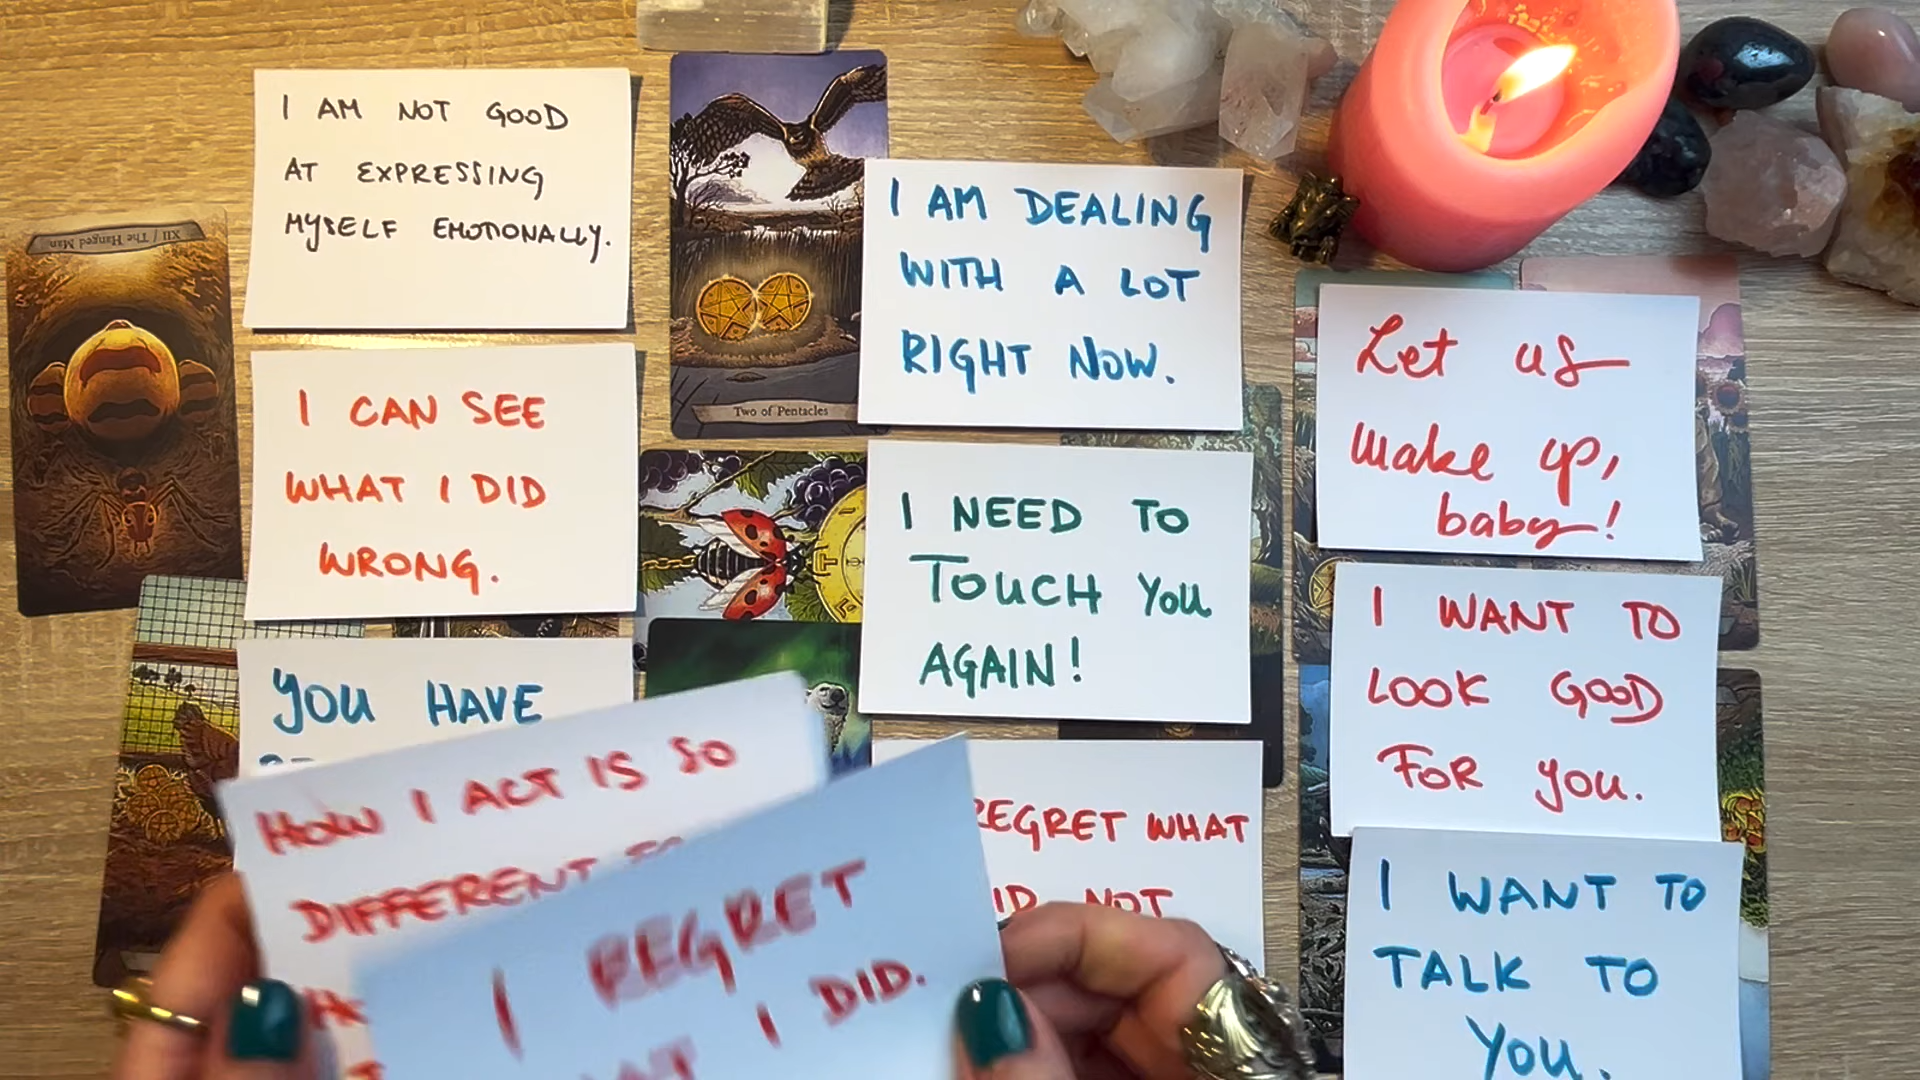 I AM NOT GOOD
AT EXPRESSING
MYSELF EMOTIONALLY.
XII / The Hanged Man
I CAN SEE
WHAT I DID
WRONG.
YOU HAVE
Two of Pentacles
I AM DEALING
WITH A LOT
RIGHT NOW.
I NEED TO
TOUCH YOU
AGAIN!
REGRET WHAT
NOT
Let us
make up,
baby!
I WANT TO
LOOK GOOD
FOR YOU.
I WANT TO
TALK TO
YOU.
HOW I ACT IS SO
DIFFERENT
I REGRET
I DID.